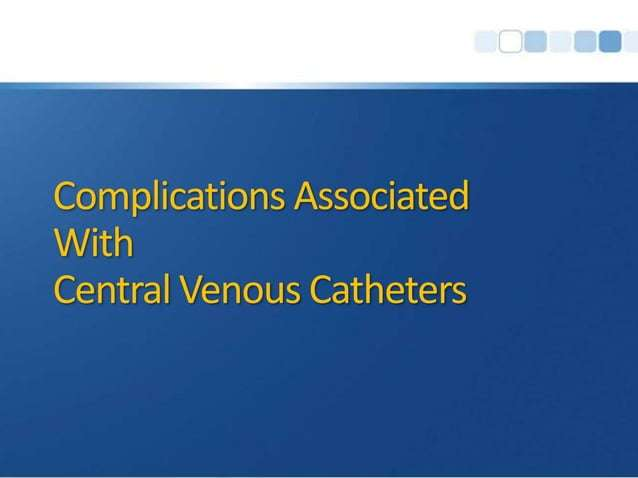 Complications Associated
With
Central Venous Catheters